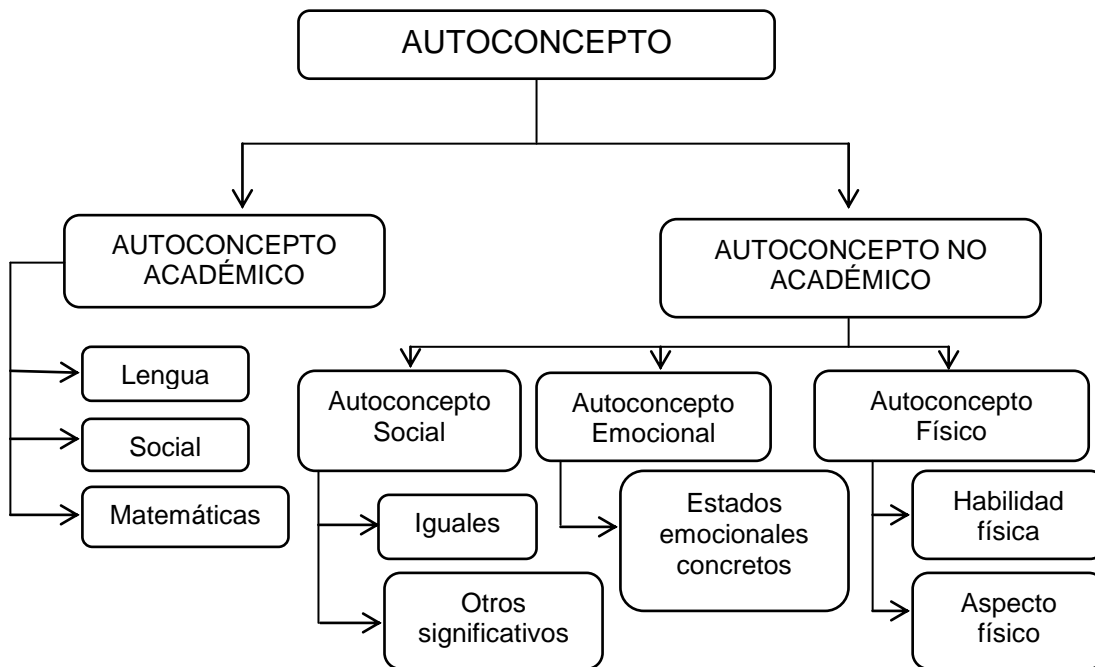 AUTOCONCEPTO
AUTOCONCEPTO
ACADÉMICO
AUTOCONCEPTO NO
ACADÉMICO
Lengua
Social
Matemáticas
Autoconcepto
Social
Iguales
Otros
significativos
Autoconcepto
Emocional
Estados
emocionales
concretos
Autoconcepto
Físico
Habilidad
física
Aspecto
físico